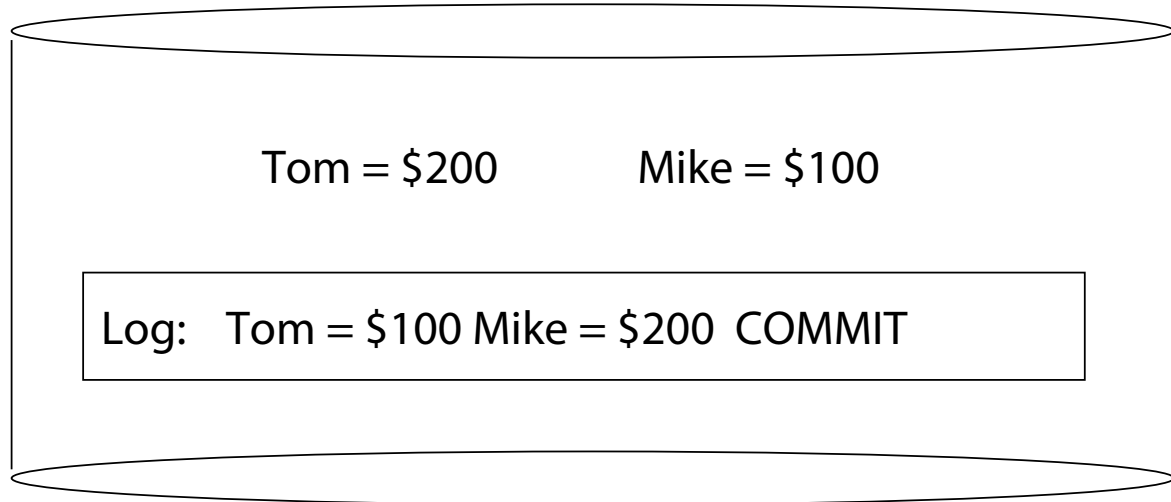 Tom = $200 Mike = $100
Log: Tom = $100 Mike = $200 COMMIT